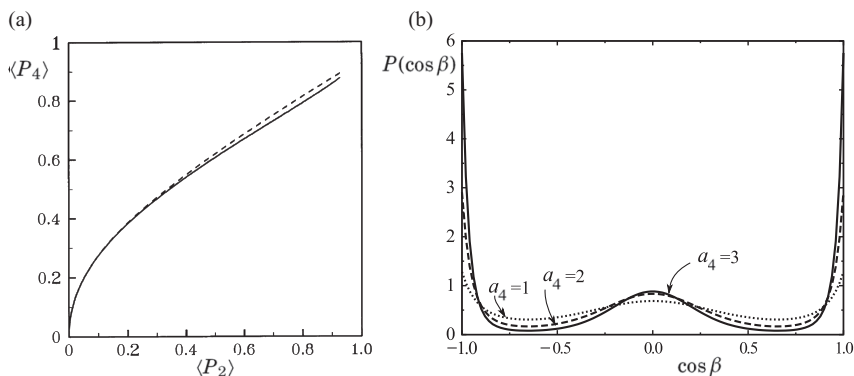 (a)
1
⟨P₄⟩
0.8
0.6
0.4
0.2
0
0 0.2 0.4 0.6 0.8 1.0
⟨P₂⟩
(b)
6
P(cos β)
5
4
3
2
1
0
a₄=3
a₄=2
a₄=1
−1.0 −0.5 0.0 0.5 1.0
cos β